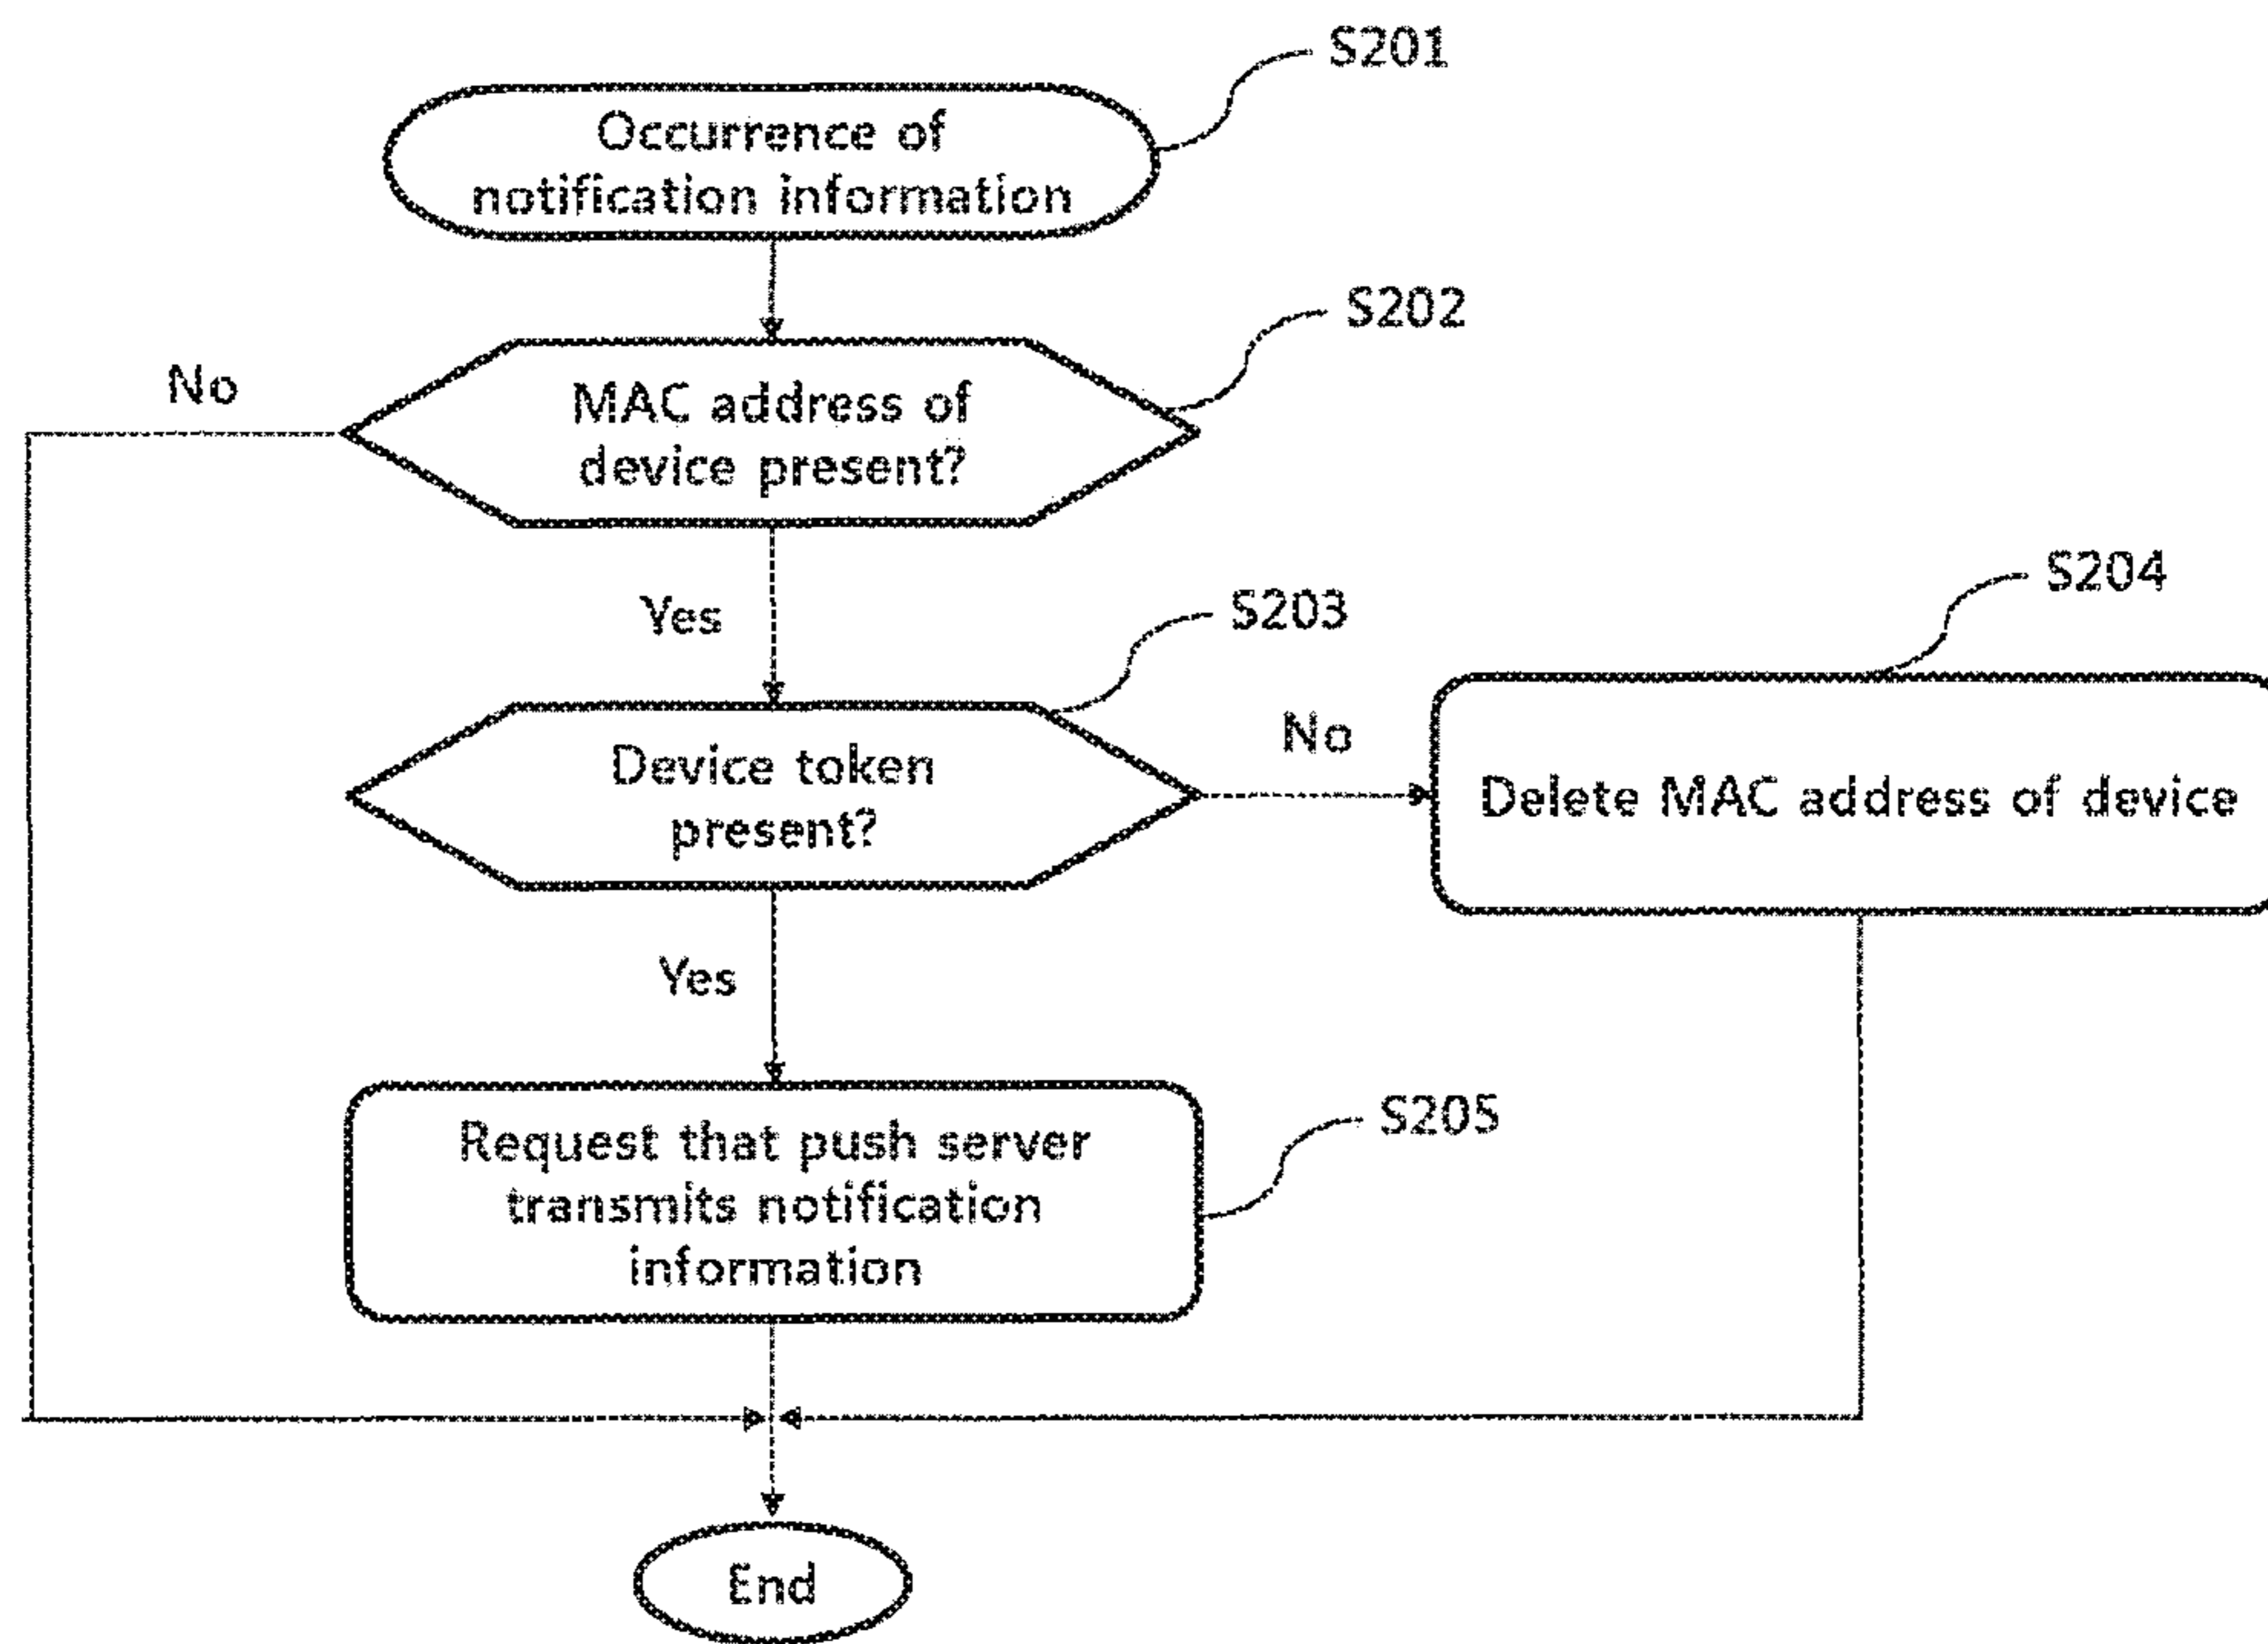 S201
Occurrence of
notification information
S202
No
MAC address of
device present?
Yes
S203
S204
Device token
present?
No
Delete MAC address of device
Yes
S205
Request that push server
transmits notification
information
End